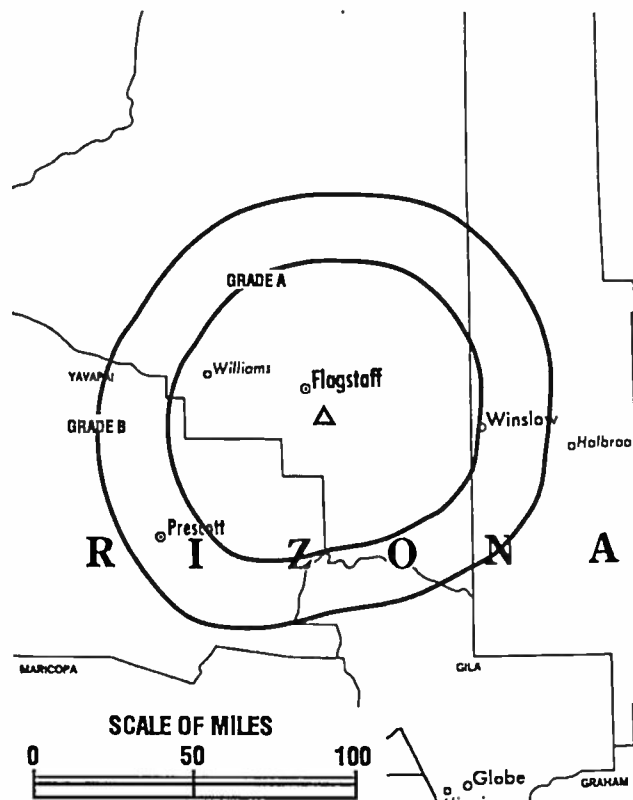 GRADE A
Williams
Flagstaff
YAVAPAI
GRADE B
Winslow
Holbroo
Prescott
R I Z O N A
MARICOPA
GILA
SCALE OF MILES
0 50 100
Globe
GRAHAM